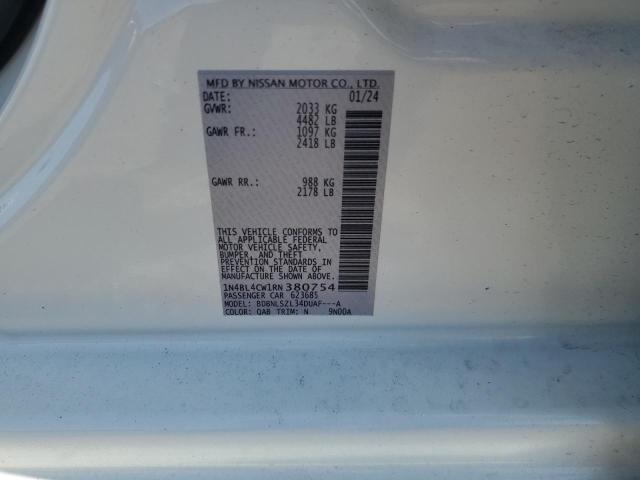 MFD BY NISSAN MOTOR CO., LTD.
DATE: 01/24
GVWR: 2033 KG
4482 LB
GAWR FR.: 1097 KG
2418 LB
GAWR RR.: 988 KG
2178 LB
THIS VEHICLE CONFORMS TO
ALL APPLICABLE FEDERAL
MOTOR VEHICLE SAFETY,
BUMPER, AND THEFT
PREVENTION STANDARDS IN
EFFECT ON THE DATE OF
MANUFACTURE SHOWN ABOVE.
1N4BL4CW1RN380754
PASSENGER CAR 623685
MODEL: BDBNLSZL34DUAF---A
COLOR: QAB TRIM: N 9N00A